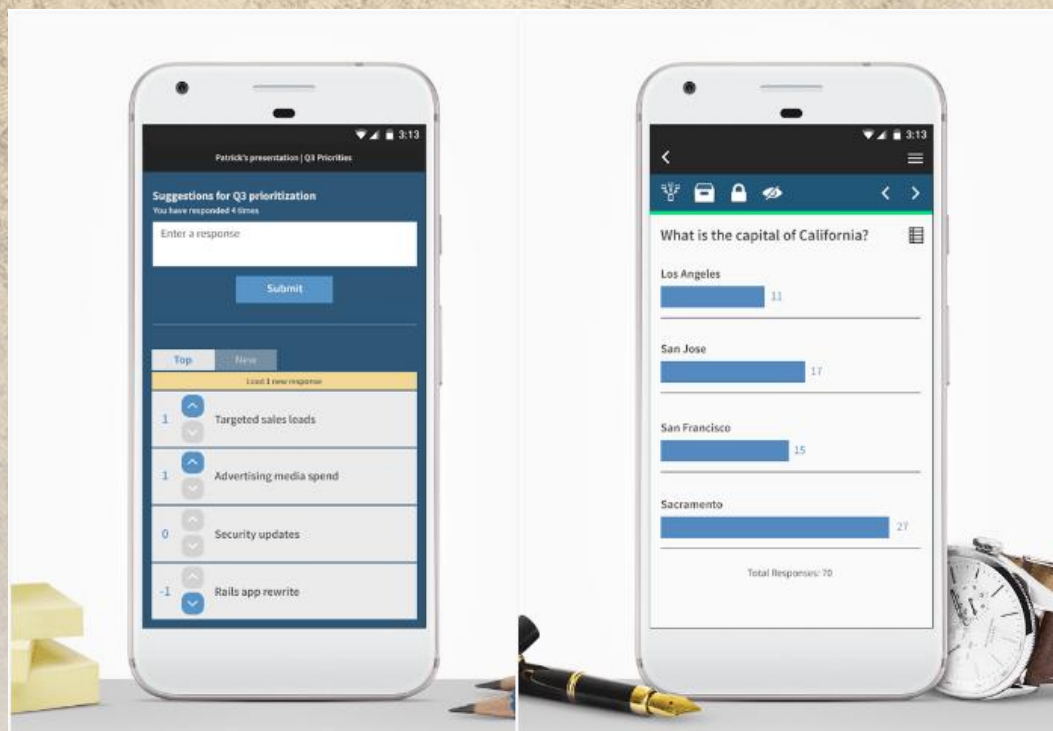 3:13
Patrick's presentation | Q3 Priorities
Suggestions for Q3 prioritization
You have responded 4 times
Enter a response
Submit
Top New
Load 1 new response
1 Targeted sales leads
1 Advertising media spend
0 Security updates
-1 Rails app rewrite
3:13
What is the capital of California?
Los Angeles
11
San Jose
17
San Francisco
15
Sacramento
27
Total Responses: 70